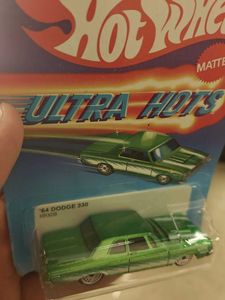 Hot Wheels
MATTEL
ULTRA HOTS
'64 DODGE 330